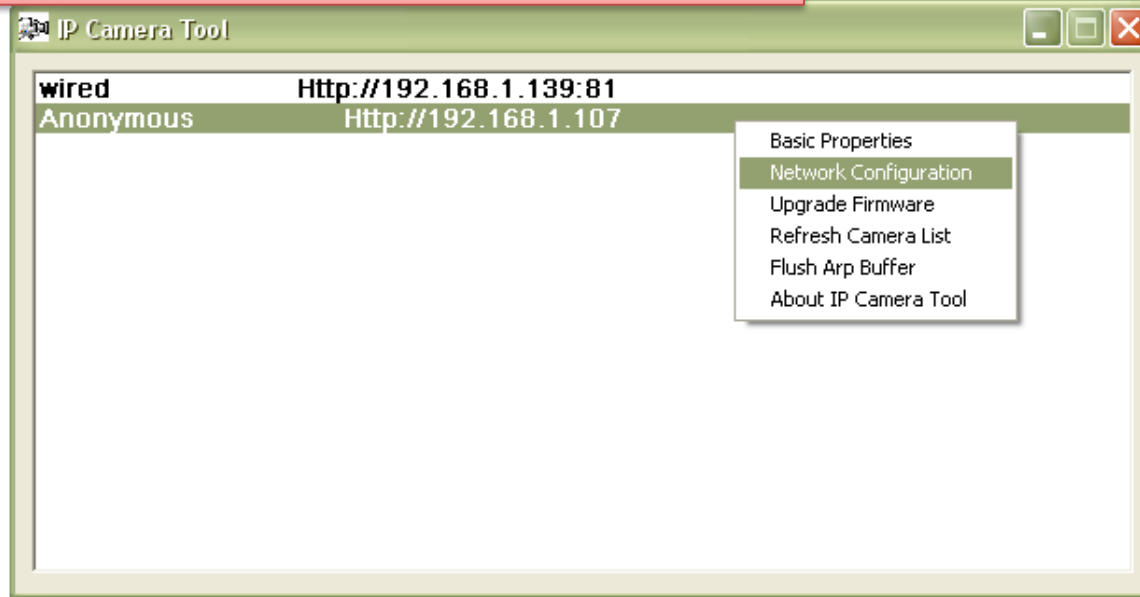 IP Camera Tool
wired Http://192.168.1.139:81
Anonymous Http://192.168.1.107
Basic Properties
Network Configuration
Upgrade Firmware
Refresh Camera List
Flush Arp Buffer
About IP Camera Tool